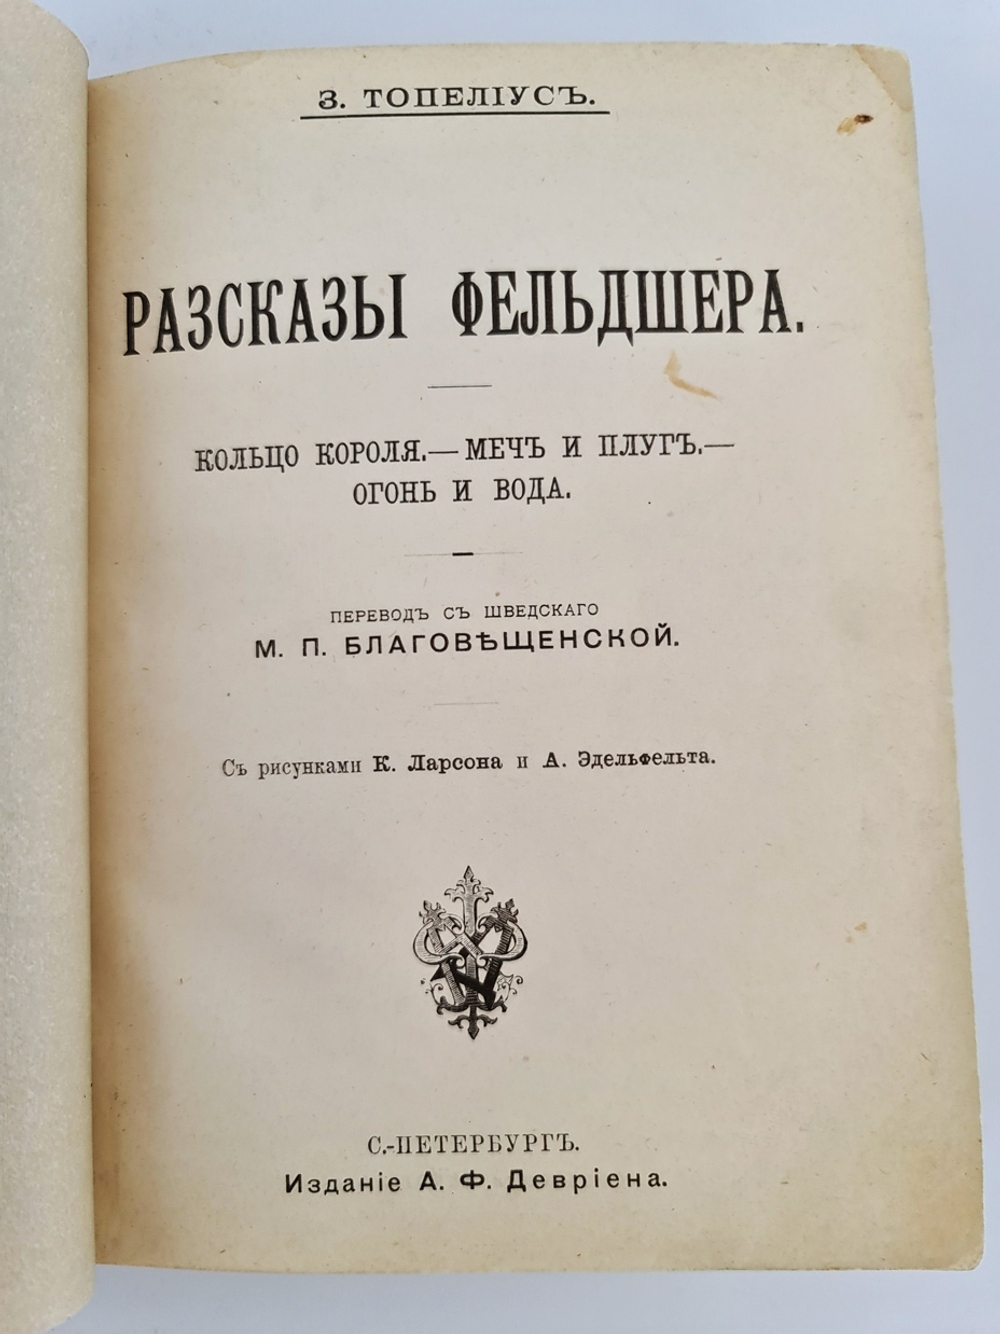 З. ТОПЕЛІУСЪ.
РАЗСКАЗЫ ФЕЛЬДШЕРА.
КОЛЬЦО КОРОЛЯ.—МЕЧЪ И ПЛУГЪ.—
ОГОНЬ И ВОДА.
ПЕРЕВОДЪ СЪ ШВЕДСКАГО
М. П. БЛАГОВѢЩЕНСКОЙ.
Съ рисунками К. Ларсона и А. Эдельфельта.
С.-ПЕТЕРБУРГЪ.
Изданіе А. Ф. Девріена.